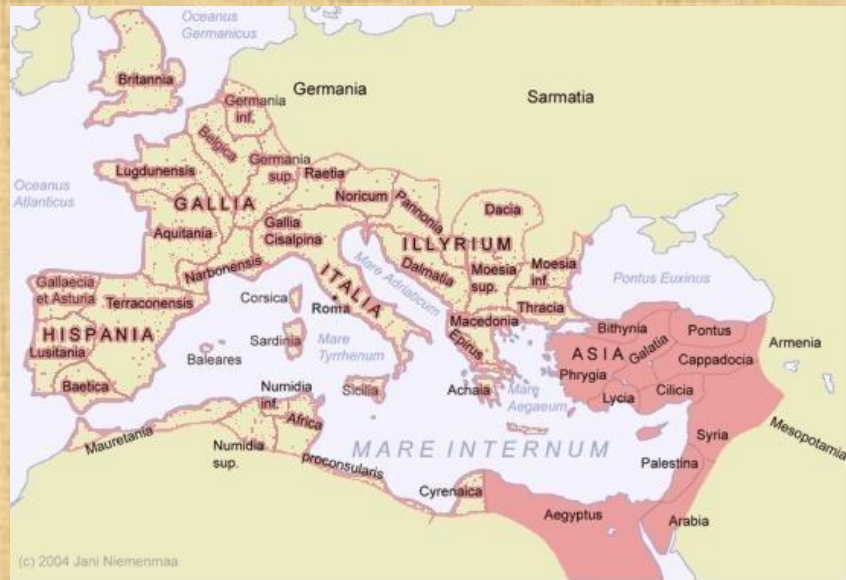 Oceanus
Germanicus
Britannia
Germania
Sarmatia
Germania
inf.
Belgica
Lugdunensis
Germania
sup.
Raetia
Noricum
Pannonia
Dacia
Oceanus
Atlanticus
GALLIA
Aquitania
Gallia
Cisalpina
ILLYRIUM
Dalmatia
Moesia
sup.
Moesia
inf.
Pontus Euxinus
Narbonensis
ITALIA
Mare Adriaticum
Thracia
Gallaecia
et Asturia
Terraconensis
Corsica
Roma
Macedonia
Epirus
Bithynia
Pontus
Armenia
HISPANIA
Lusitania
Baetica
Baleares
Sardinia
Mare
Tyrrhenum
ASIA
Galatia
Cappadocia
Phrygia
Lycia
Cilicia
Achaia
Mare
Aegaeum
Sicilia
Numidia
inf.
Africa
proconsularis
Mauretania
Numidia
sup.
MARE INTERNUM
Syria
Mesopotamia
Palestina
Cyrenaica
Aegyptus
Arabia
(c) 2004 Jani Niemenmaa